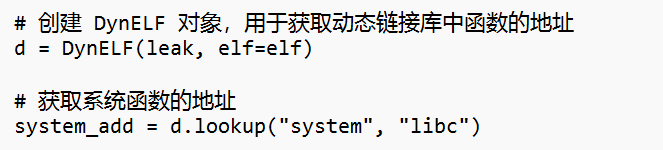 # 创建 DynELF 对象，用于获取动态链接库中函数的地址
d = DynELF(leak, elf=elf)
# 获取系统函数的地址
system_add = d.lookup("system", "libc")